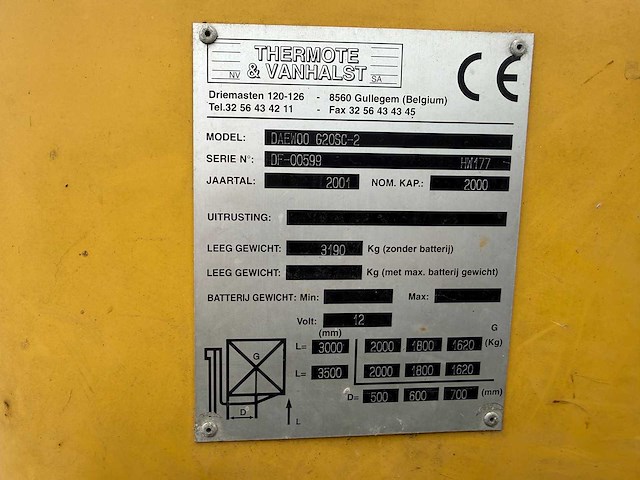 THERMOTE
NV & VANHALST SA
CE
Driemasten 120-126 - 8560 Gullegem (Belgium)
Tel.32 56 43 42 11 - Fax 32 56 43 43 45
MODEL: DAEWOO G20SC-2
SERIE N°: DF-00599 HW177
JAARTAL: 2001 NOM. KAP.: 2000
UITRUSTING:
LEEG GEWICHT: 3190 Kg (zonder batterij)
LEEG GEWICHT: Kg (met max. batterij gewicht)
BATTERIJ GEWICHT: Min: Max:
Volt: 12
(mm) G
L= 3000 2000 1800 1620 (Kg)
L= 3500 2000 1800 1620
D= 500 600 700 (mm)
G
D
L